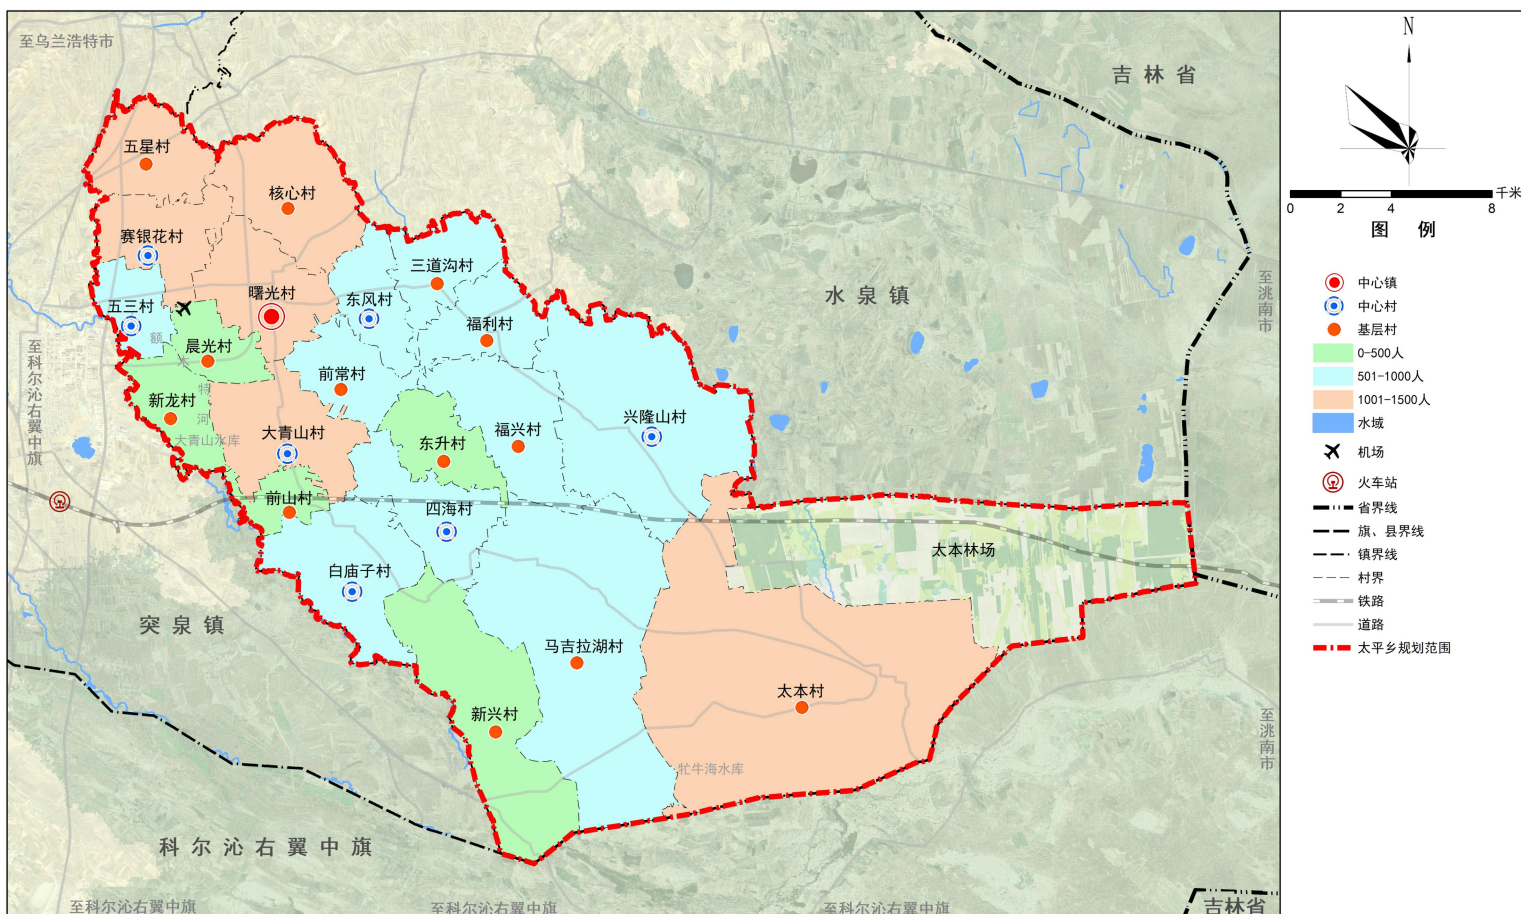 至乌兰浩特市
吉林省
N
千米
0 2 4 8
图 例
五星村
核心村
赛银花村
三道沟村
水泉镇
至洮南市
中心镇
五三村
曙光村
东风村
中心村
额
木
特
河
福利村
基层村
至科尔沁右翼中旗
晨光村
0-500人
前常村
501-1000人
新龙村
1001-1500人
兴隆山村
水域
大青山水库
大青山村
东升村
福兴村
机场
火车站
前山村
四海村
省界线
旗、县界线
太本林场
镇界线
白庙子村
村界
铁路
突泉镇
道路
马吉拉湖村
太平乡规划范围
太本村
新兴村
至洮南市
牤牛海水库
科尔沁右翼中旗
至科尔沁右翼中旗
至科尔沁右翼中旗
至科尔沁右翼中旗
吉林省